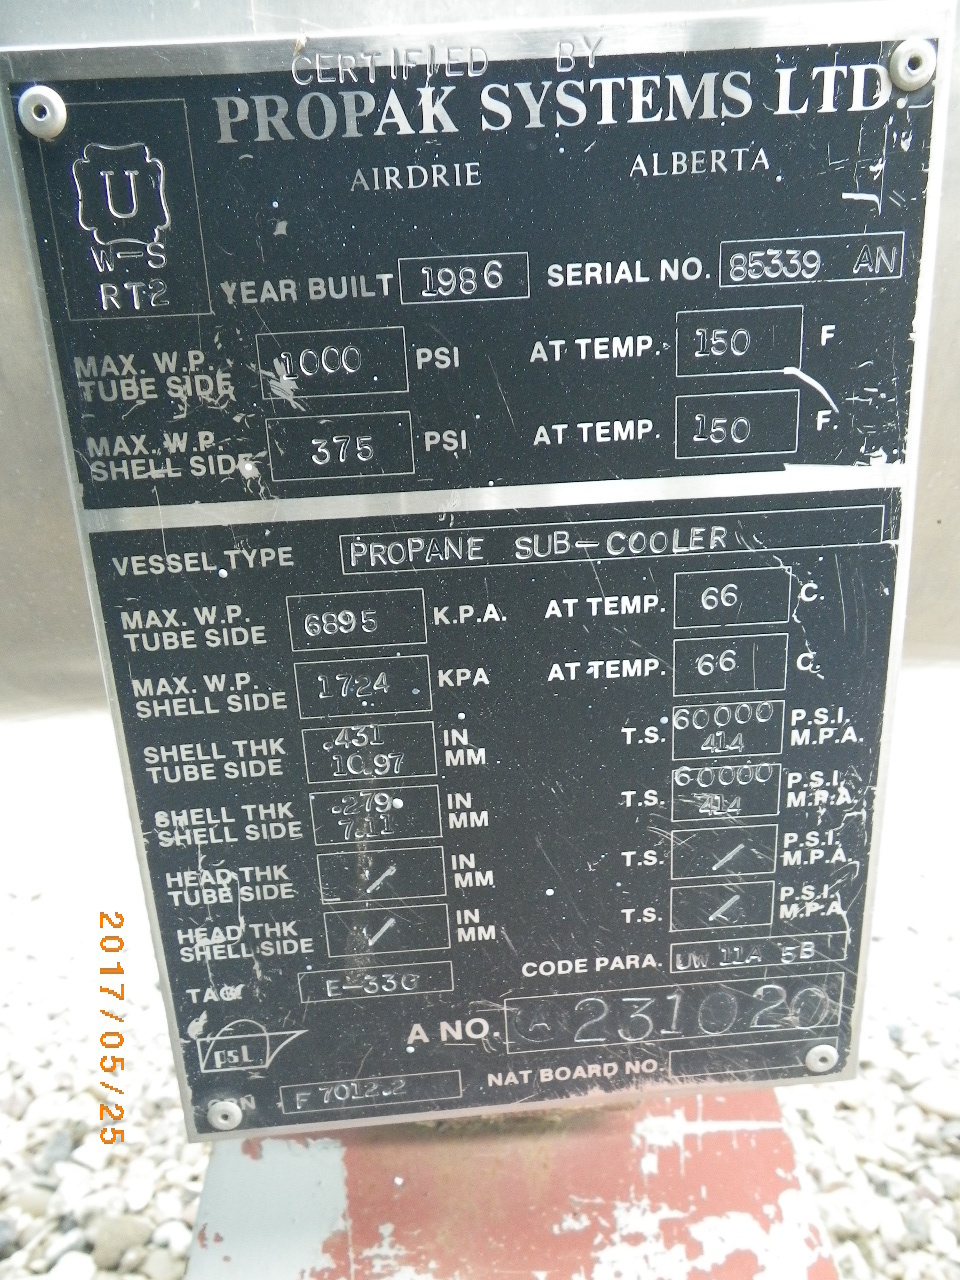 CERTIFIED BY
PROPAK SYSTEMS LTD.
AIRDRIE ALBERTA
U
W-S
RT2
YEAR BUILT 1986 SERIAL NO. 85339 AN
MAX. W.P. TUBE SIDE 1000 PSI AT TEMP. 150 F
MAX. W.P. SHELL SIDE 375 PSI AT TEMP. 150 F.
VESSEL TYPE PROPANE SUB-COOLER
MAX. W.P. TUBE SIDE 6895 K.P.A. AT TEMP. 66 C.
MAX. W.P. SHELL SIDE 1724 KPA AT TEMP. 66 C.
SHELL THK TUBE SIDE .431 IN 10.97 MM T.S. 60000 P.S.I. 414 M.P.A.
SHELL THK SHELL SIDE .279 IN 7.11 MM T.S. 60000 P.S.I. 414 M.P.A.
HEAD THK TUBE SIDE / IN MM T.S. / P.S.I. M.P.A.
HEAD THK SHELL SIDE / IN MM T.S. / P.S.I. M.P.A.
CODE PARA. UW 11A 5B
TAG E-330
A NO. A 231020
PSL
NAT BOARD NO.
F 7012.2
2017/05/25